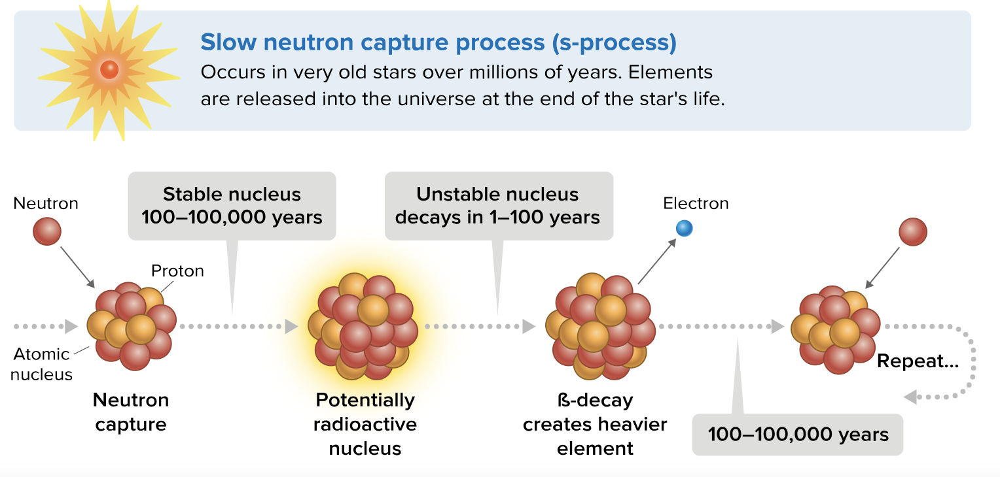 Slow neutron capture process (s-process)
Occurs in very old stars over millions of years. Elements
are released into the universe at the end of the star's life.
Neutron
Stable nucleus
100–100,000 years
Unstable nucleus
decays in 1–100 years
Electron
Proton
Atomic
nucleus
Repeat...
Neutron
capture
Potentially
radioactive
nucleus
ß-decay
creates heavier
element
100–100,000 years